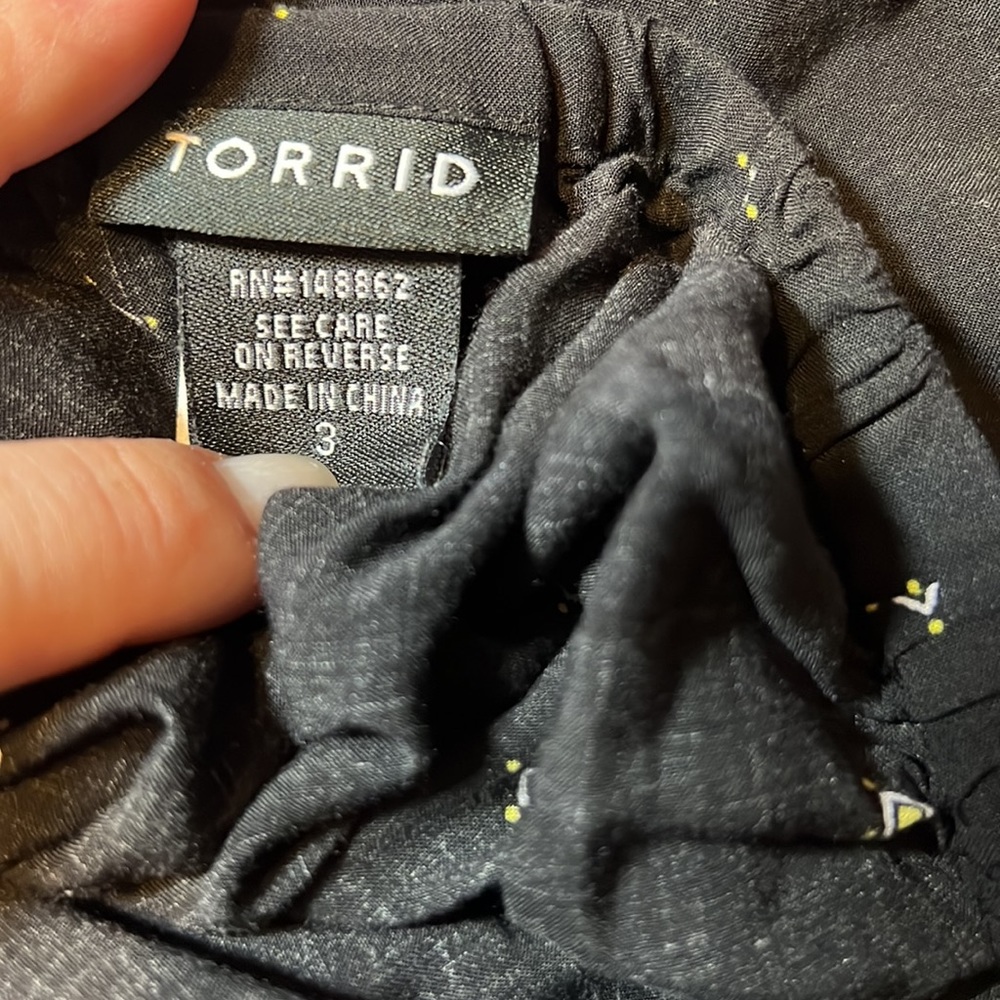 TORRID
RN#148862
SEE CARE
ON REVERSE
MADE IN CHINA
3